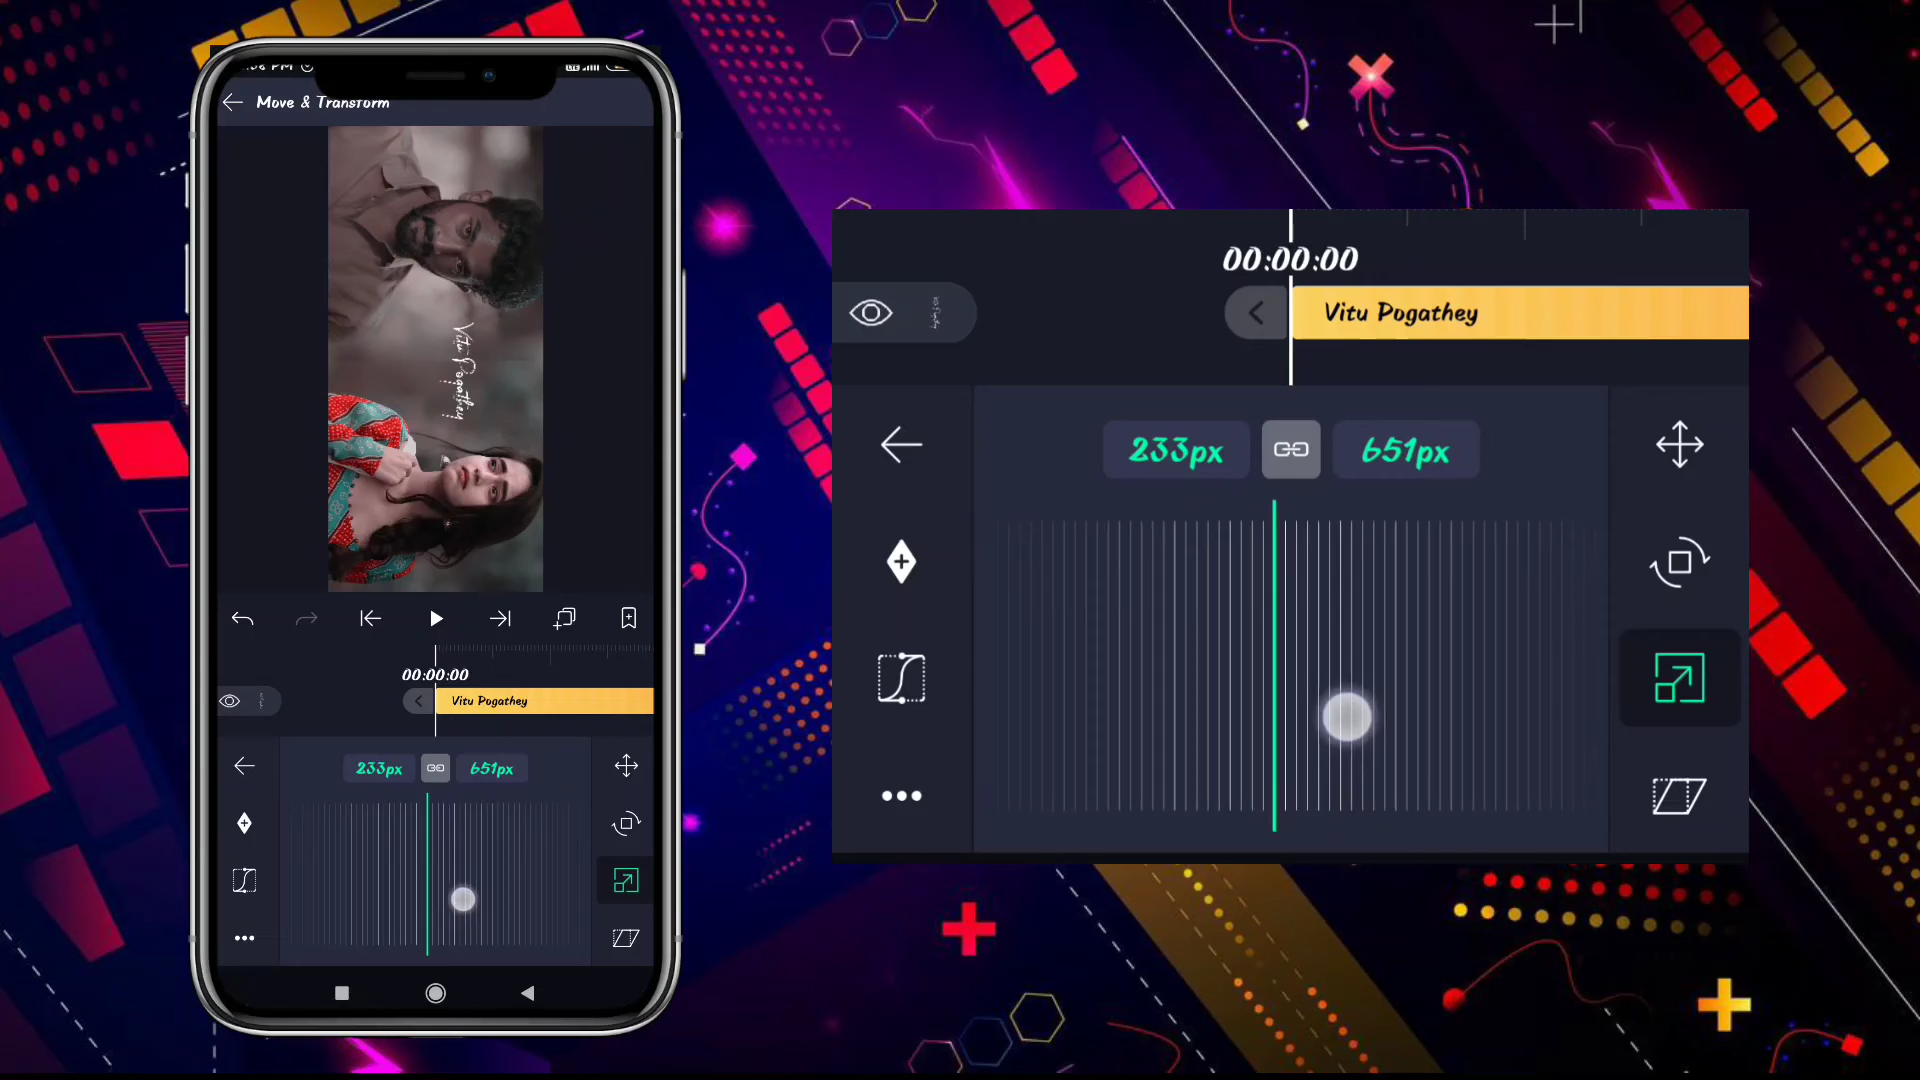 Move & Transform
Vitu Pogathey
00:00:00
Vitu Pogathey
233px
651px
00:00:00
Vitu Pogathey
233px
651px